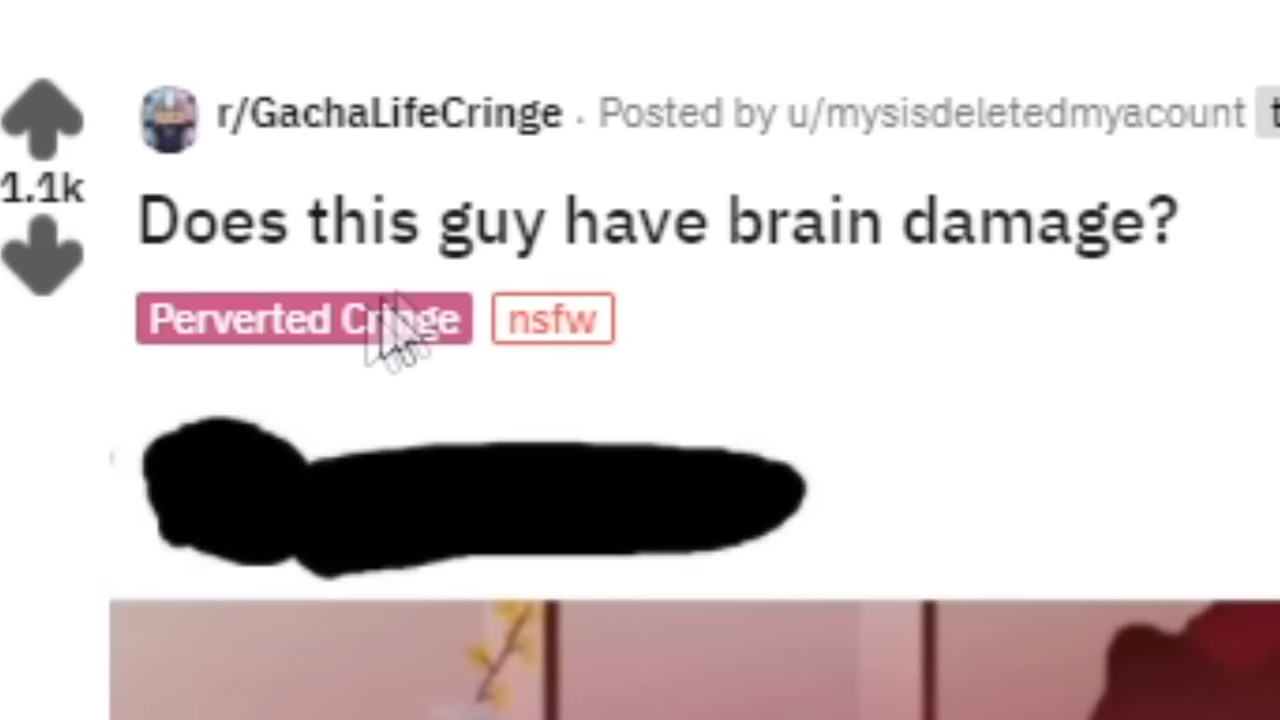 r/GachaLifeCringe · Posted by u/mysisdeletedmyacount
1.1k
Does this guy have brain damage?
Perverted Cringe nsfw